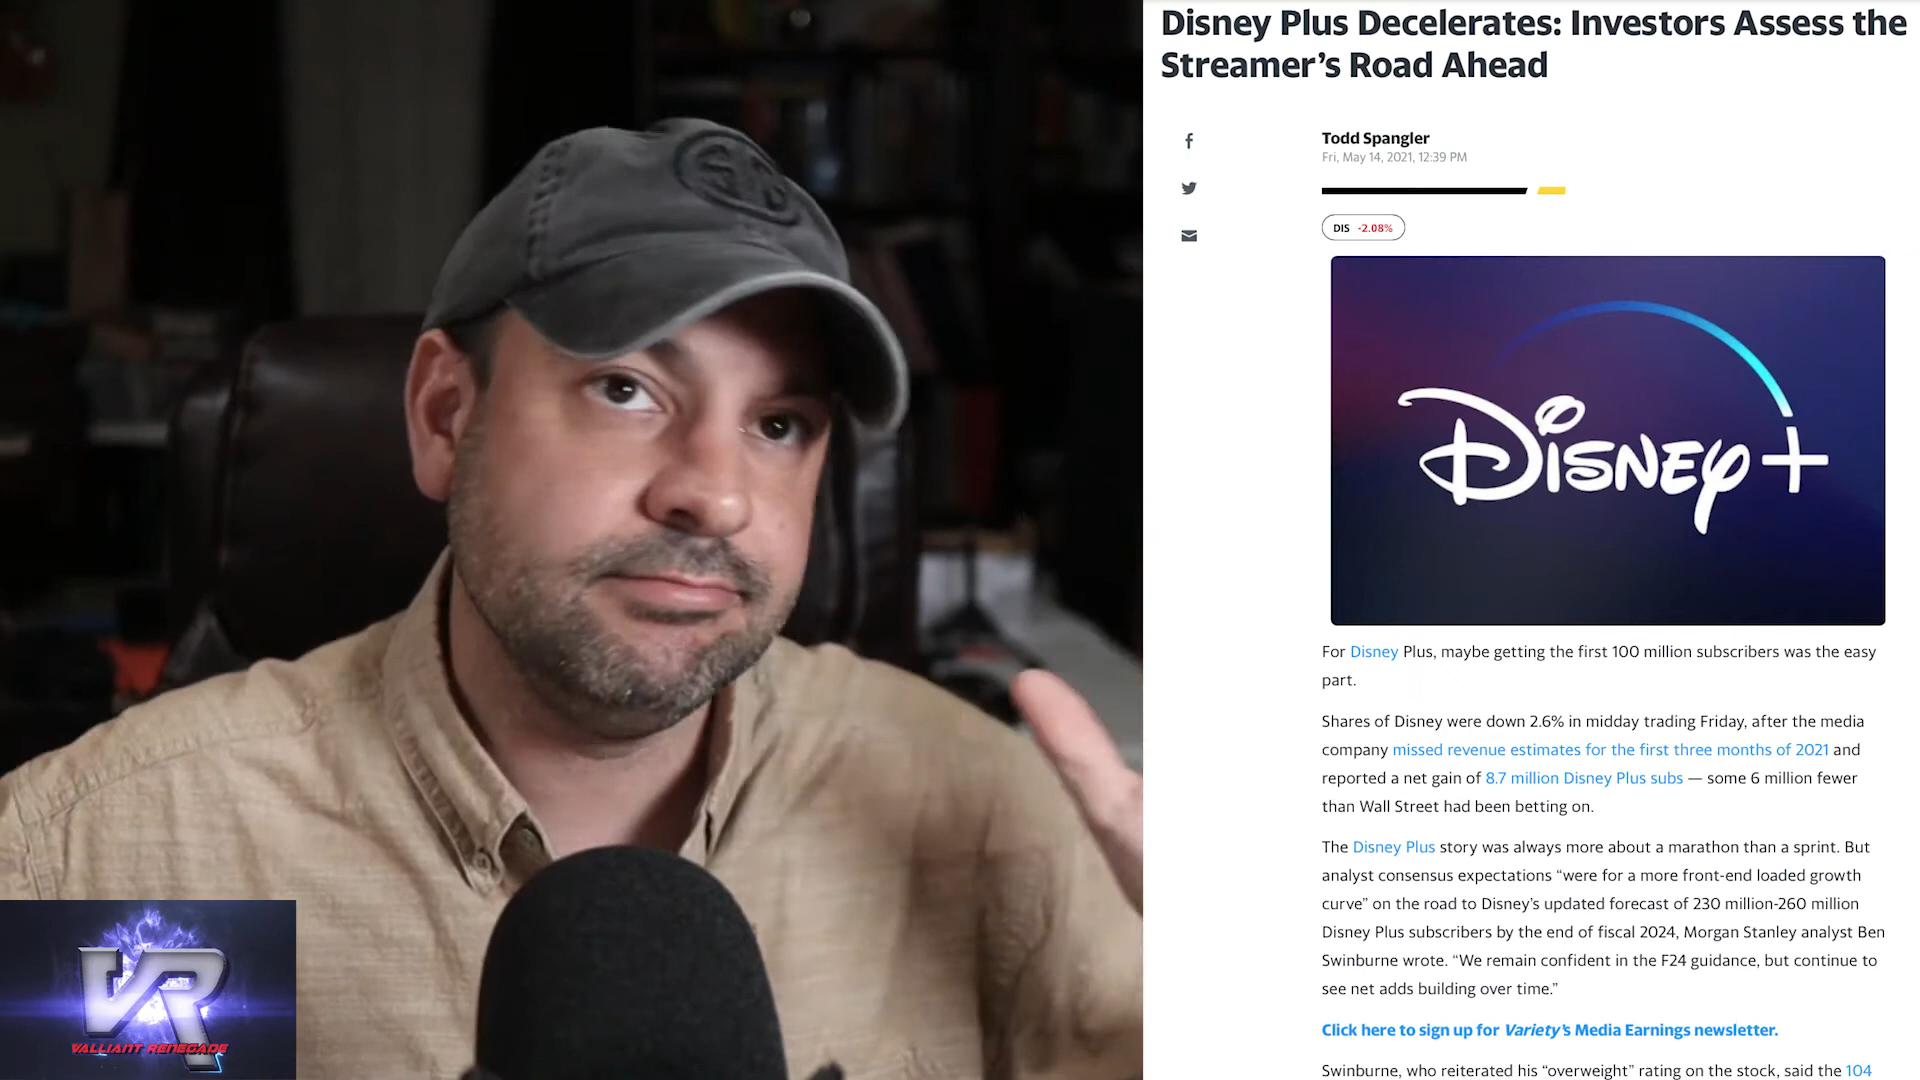 Disney Plus Decelerates: Investors Assess the
Streamer's Road Ahead
Todd Spangler
Fri, May 14, 2021, 12:39 PM
DIS -2.08%
Disney+
For Disney Plus, maybe getting the first 100 million subscribers was the easy
part.
Shares of Disney were down 2.6% in midday trading Friday, after the media
company missed revenue estimates for the first three months of 2021 and
reported a net gain of 8.7 million Disney Plus subs — some 6 million fewer
than Wall Street had been betting on.
The Disney Plus story was always more about a marathon than a sprint. But
analyst consensus expectations “were for a more front-end loaded growth
curve” on the road to Disney’s updated forecast of 230 million-260 million
Disney Plus subscribers by the end of fiscal 2024, Morgan Stanley analyst Ben
Swinburne wrote. “We remain confident in the F24 guidance, but continue to
see net adds building over time.”
Click here to sign up for Variety’s Media Earnings newsletter.
Swinburne, who reiterated his “overweight” rating on the stock, said the 104
VR
VALLIANT RENEGADE